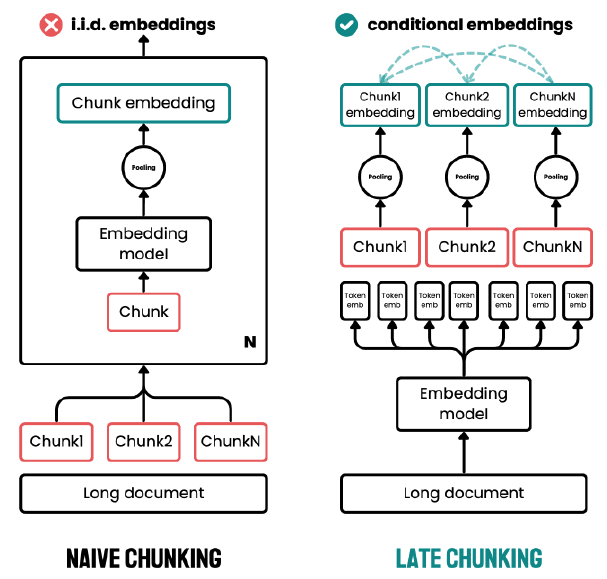 i.i.d. embeddings
Chunk embedding
Pooling
Embedding
model
Chunk
N
Chunk1
Chunk2
ChunkN
Long document
NAIVE CHUNKING
conditional embeddings
Chunk1
embedding
Chunk2
embedding
ChunkN
embedding
Pooling
Pooling
Pooling
Chunk1
Chunk2
ChunkN
Token
emb
Token
emb
Token
emb
Token
emb
Token
emb
Token
emb
Token
emb
Embedding
model
Long document
LATE CHUNKING